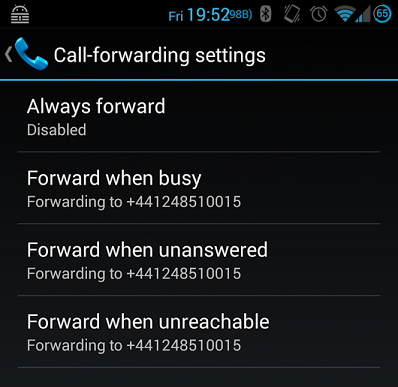 Fri 19:52 98B) 65
Call-forwarding settings
Always forward
Disabled
Forward when busy
Forwarding to +441248510015
Forward when unanswered
Forwarding to +441248510015
Forward when unreachable
Forwarding to +441248510015